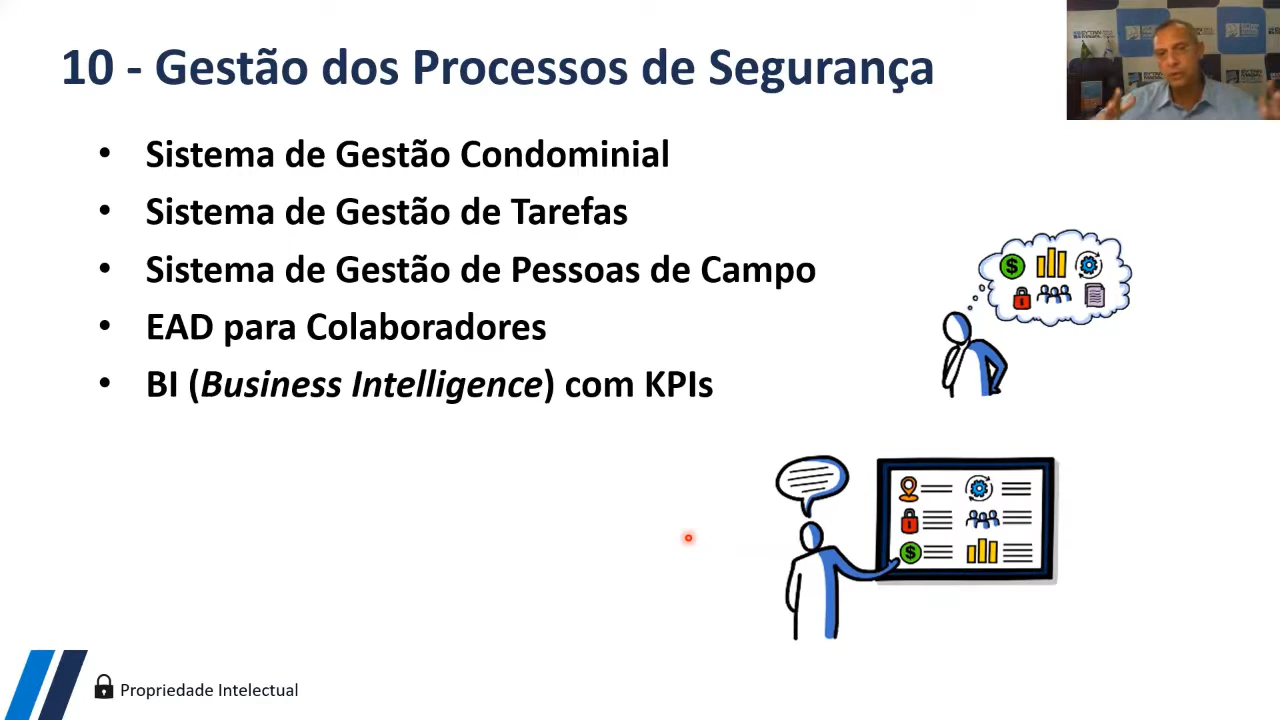 10 - Gestão dos Processos de Segurança
• Sistema de Gestão Condominial
• Sistema de Gestão de Tarefas
• Sistema de Gestão de Pessoas de Campo
• EAD para Colaboradores
• BI (Business Intelligence) com KPIs
Propriedade Intelectual